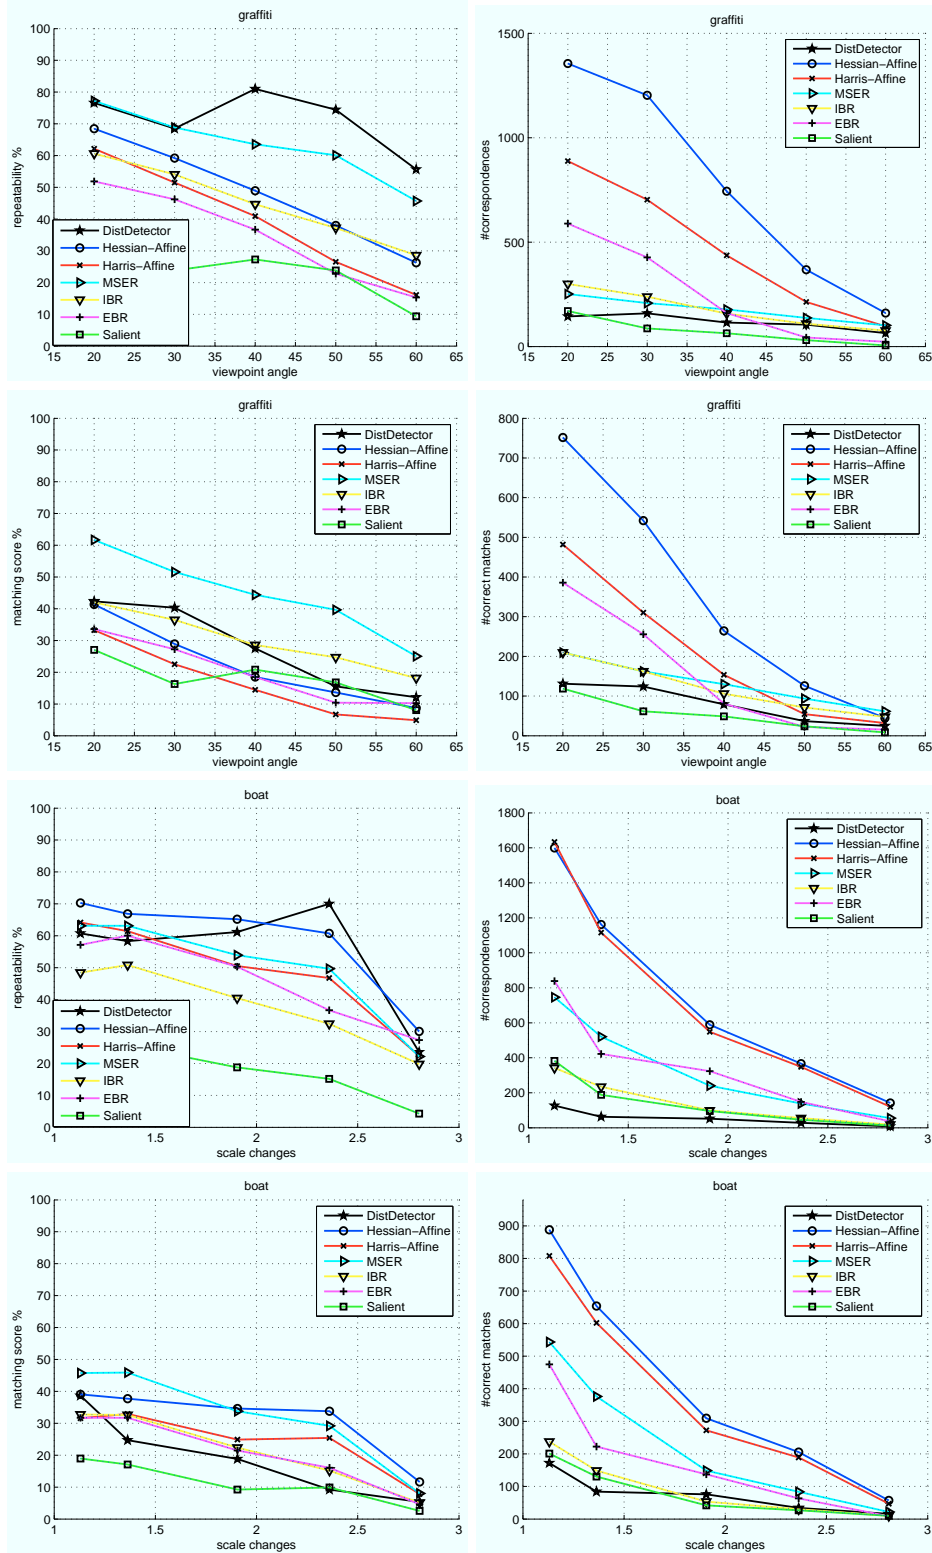 graffiti
repeatability %
100
90
80
70
60
50
40
30
20
10
0
DistDetector
Hessian−Affine
Harris−Affine
MSER
IBR
EBR
Salient
15 20 25 30 35 40 45 50 55 60 65
viewpoint angle
graffiti
#correspondences
1500
1000
500
0
DistDetector
Hessian−Affine
Harris−Affine
MSER
IBR
EBR
Salient
15 20 25 30 35 40 45 50 55 60 65
viewpoint angle
graffiti
matching score %
100
90
80
70
60
50
40
30
20
10
0
DistDetector
Hessian−Affine
Harris−Affine
MSER
IBR
EBR
Salient
15 20 25 30 35 40 45 50 55 60 65
viewpoint angle
graffiti
#correct matches
800
700
600
500
400
300
200
100
0
DistDetector
Hessian−Affine
Harris−Affine
MSER
IBR
EBR
Salient
15 20 25 30 35 40 45 50 55 60 65
viewpoint angle
boat
repeatability %
100
90
80
70
60
50
40
30
20
10
0
DistDetector
Hessian−Affine
Harris−Affine
MSER
IBR
EBR
Salient
1 1.5 2 2.5 3
scale changes
boat
#correspondences
1800
1600
1400
1200
1000
800
600
400
200
0
DistDetector
Hessian−Affine
Harris−Affine
MSER
IBR
EBR
Salient
1 1.5 2 2.5 3
scale changes
boat
matching score %
100
90
80
70
60
50
40
30
20
10
0
DistDetector
Hessian−Affine
Harris−Affine
MSER
IBR
EBR
Salient
1 1.5 2 2.5 3
scale changes
boat
#correct matches
900
800
700
600
500
400
300
200
100
0
DistDetector
Hessian−Affine
Harris−Affine
MSER
IBR
EBR
Salient
1 1.5 2 2.5 3
scale changes